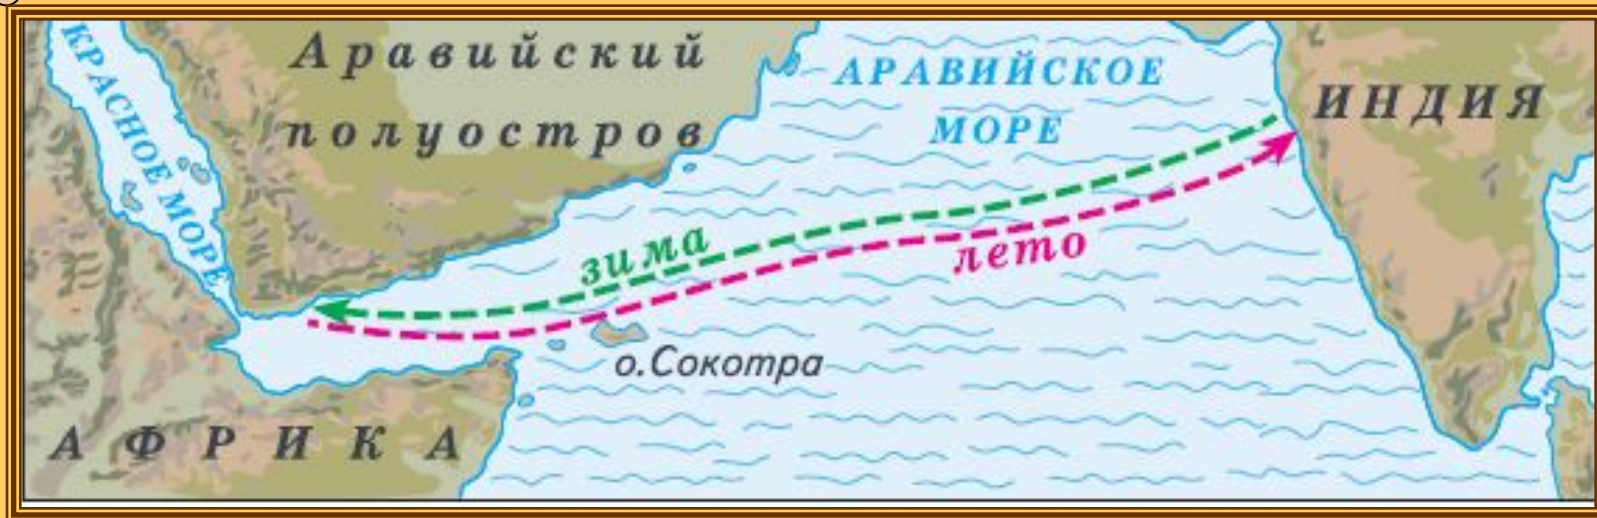 КРАСНОЕ МОРЕ
Аравийский
полуостров
АРАВИЙСКОЕ
МОРЕ
ИНДИЯ
зима
лето
о.Сокотра
АФРИКА